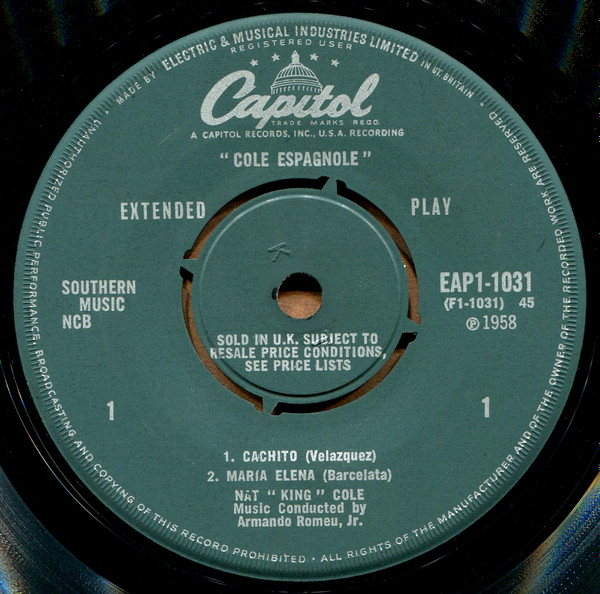 MADE BY ELECTRIC & MUSICAL INDUSTRIES LIMITED IN GT. BRITAIN
REGISTERED USER
Capitol
TRADE MARKS REGD.
A CAPITOL RECORDS, INC., U.S.A. RECORDING
"COLE ESPAGNOLE"
EXTENDED PLAY
SOUTHERN
MUSIC
NCB
EAP1-1031
(F1-1031) 45
℗ 1958
SOLD IN U.K. SUBJECT TO
RESALE PRICE CONDITIONS,
SEE PRICE LISTS
1 1
1. CACHITO (Velazquez)
2. MARIA ELENA (Barcelata)
NAT "KING" COLE
Music Conducted by
Armando Romeu, Jr.
UNAUTHORIZED PUBLIC PERFORMANCE, BROADCASTING AND COPYING OF THIS RECORD PROHIBITED · ALL RIGHTS OF THE MANUFACTURER AND OF THE OWNER OF THE RECORDED WORK ARE RESERVED